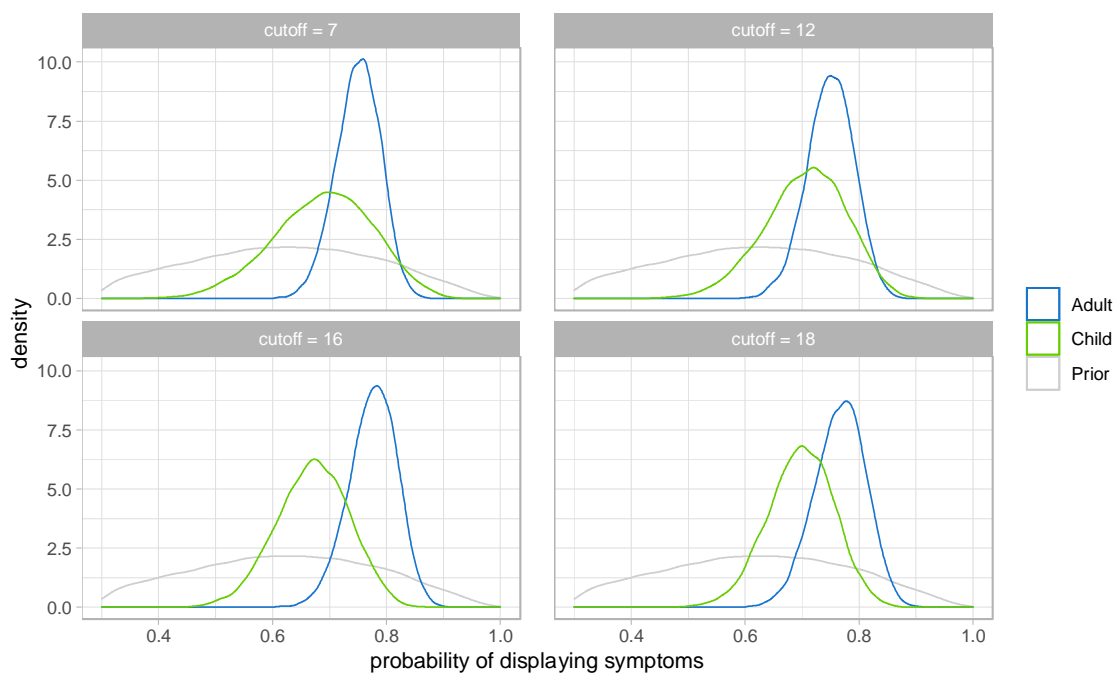 cutoff = 7
cutoff = 12
10.0
7.5
5.0
2.5
0.0
cutoff = 16
cutoff = 18
10.0
7.5
5.0
2.5
0.0
0.4 0.6 0.8 1.0
0.4 0.6 0.8 1.0
probability of displaying symptoms
density
Adult
Child
Prior